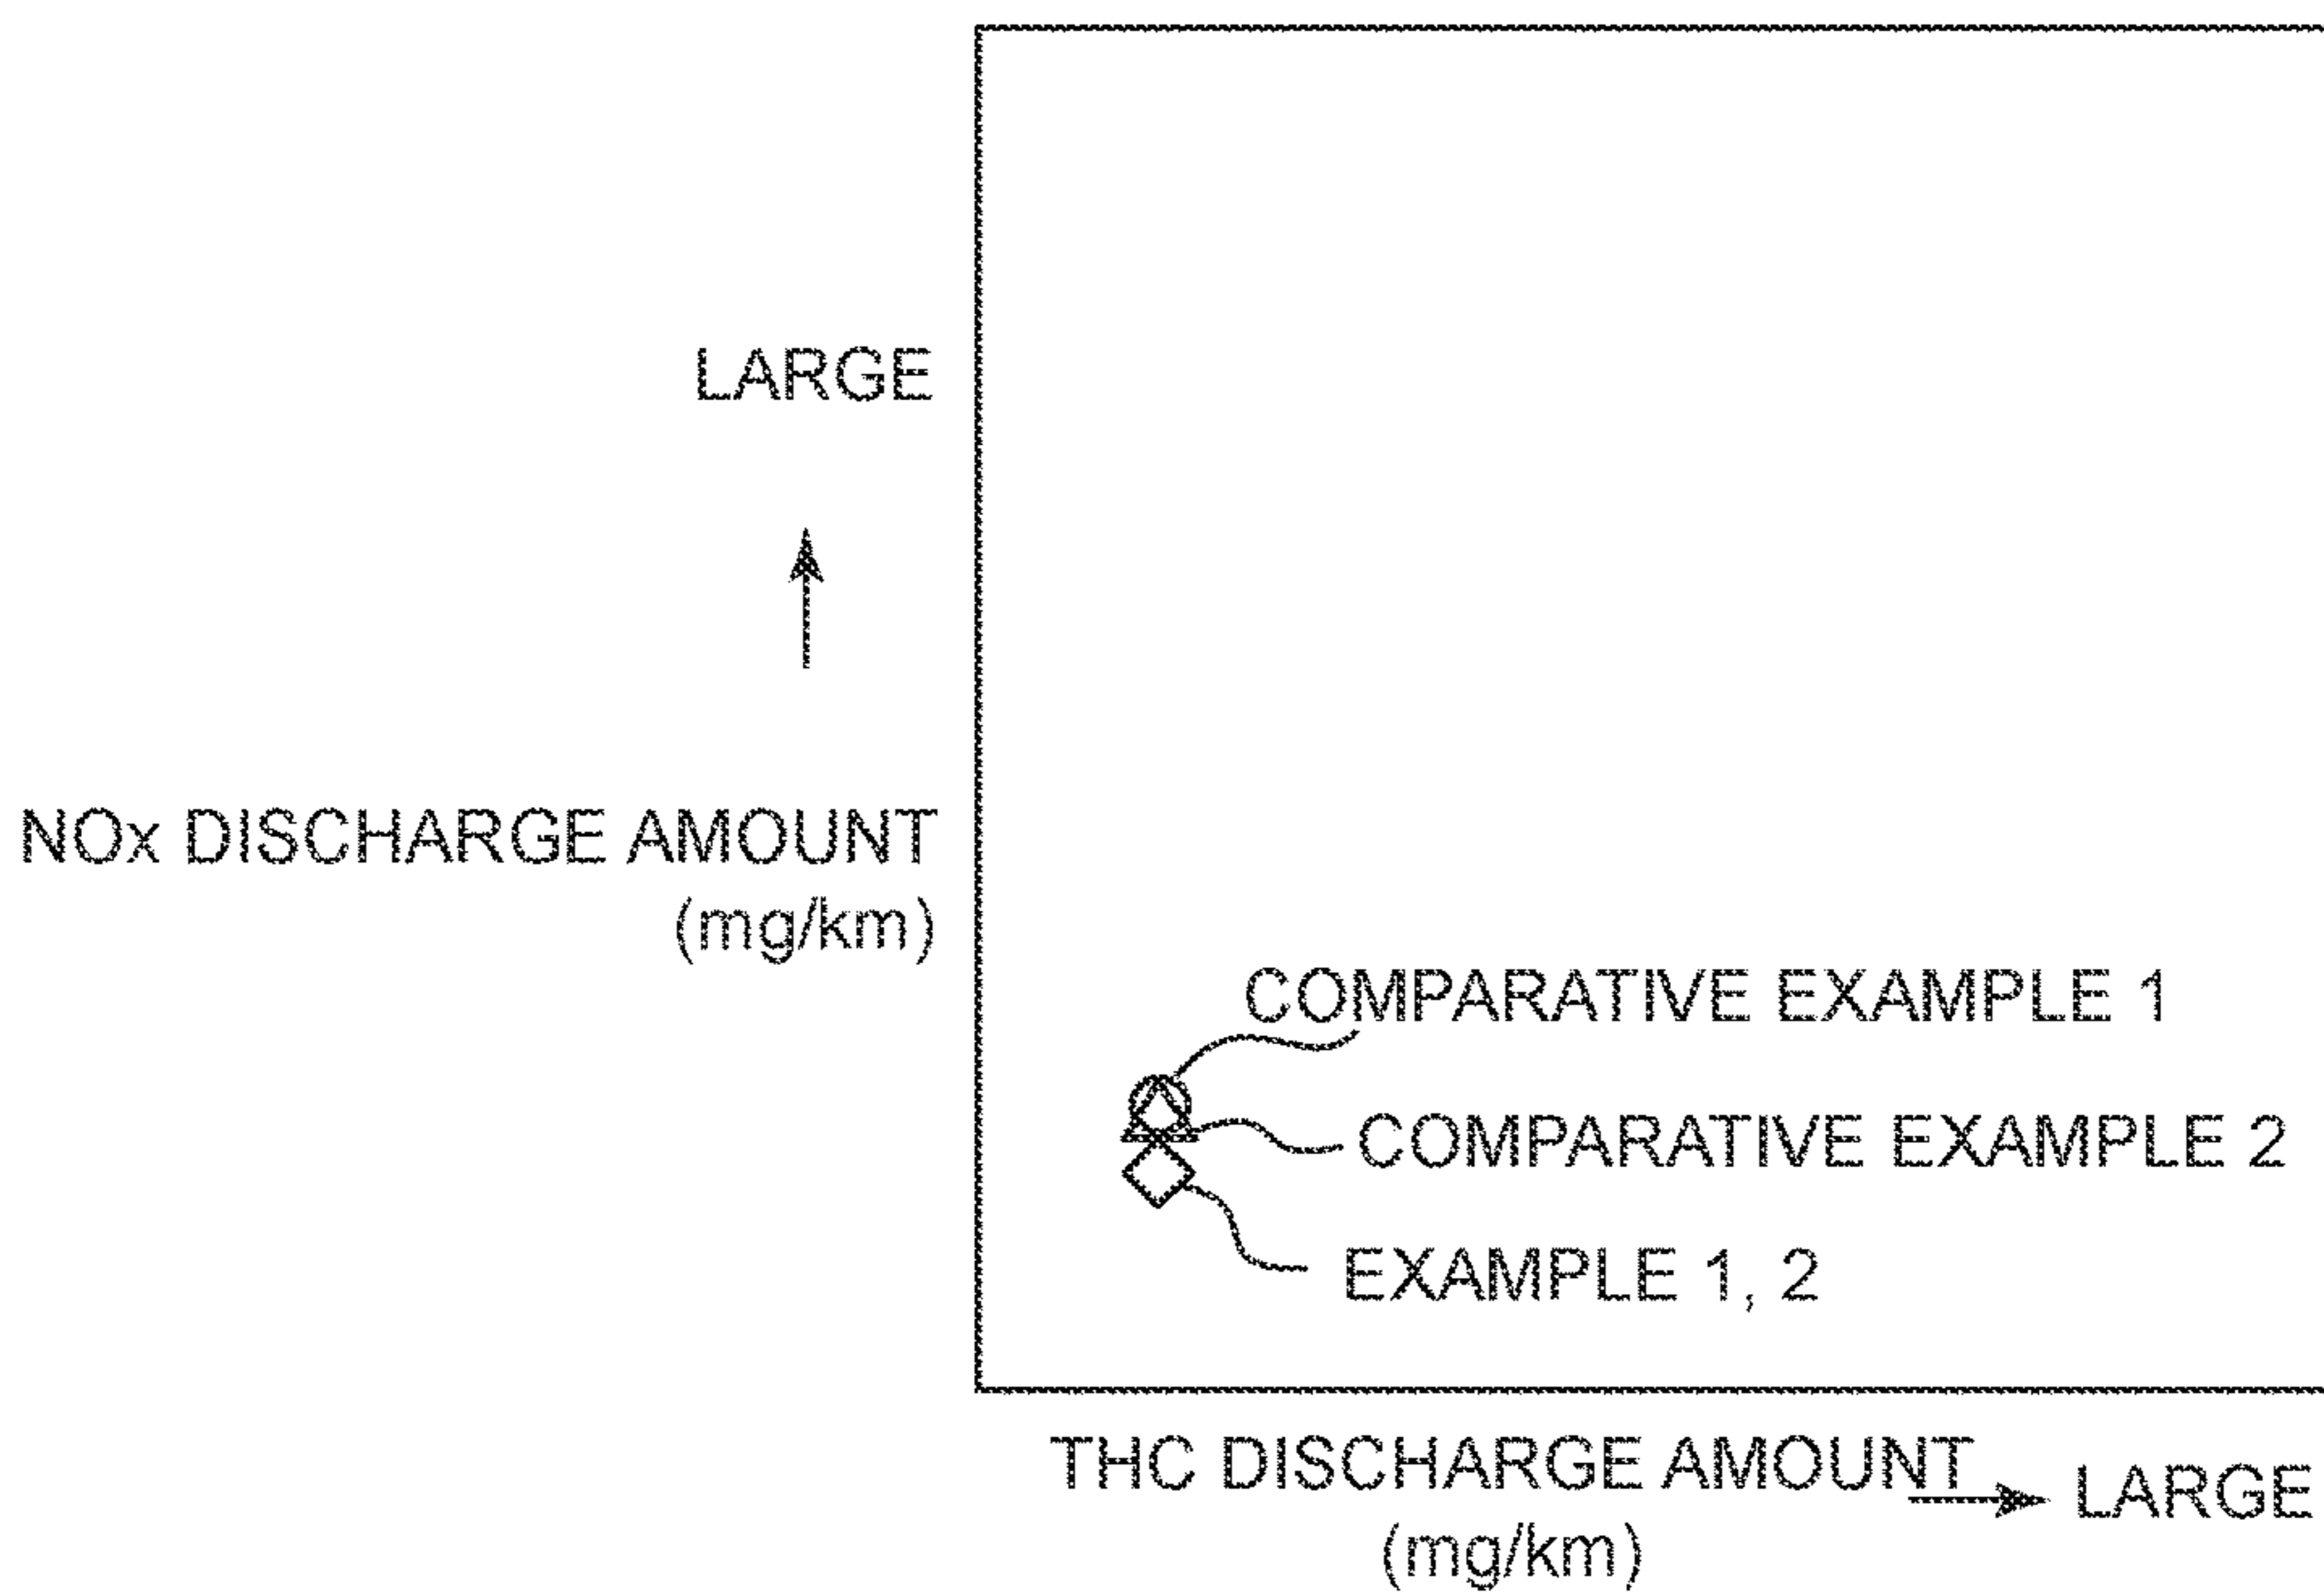 LARGE
NOx DISCHARGE AMOUNT
(mg/km)
COMPARATIVE EXAMPLE 1
COMPARATIVE EXAMPLE 2
EXAMPLE 1, 2
THC DISCHARGE AMOUNT
LARGE
(mg/km)